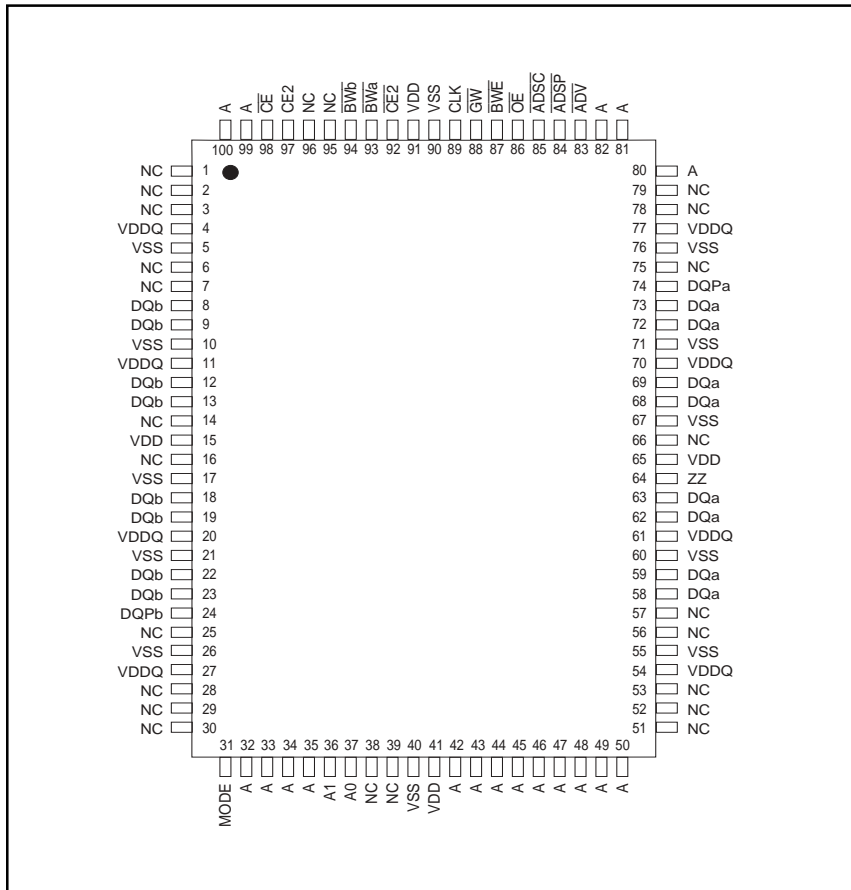 A A CE CE2 NC NC BWb BWa CE2 VDD VSS CLK GW BWE OE ADSC ADSP ADV A A
100 99 98 97 96 95 94 93 92 91 90 89 88 87 86 85 84 83 82 81
NC 1 80 A
NC 2 79 NC
NC 3 78 NC
VDDQ 4 77 VDDQ
VSS 5 76 VSS
NC 6 75 NC
NC 7 74 DQPa
DQb 8 73 DQa
DQb 9 72 DQa
VSS 10 71 VSS
VDDQ 11 70 VDDQ
DQb 12 69 DQa
DQb 13 68 DQa
NC 14 67 VSS
VDD 15 66 NC
NC 16 65 VDD
VSS 17 64 ZZ
DQb 18 63 DQa
DQb 19 62 DQa
VDDQ 20 61 VDDQ
VSS 21 60 VSS
DQb 22 59 DQa
DQb 23 58 DQa
DQPb 24 57 NC
NC 25 56 NC
VSS 26 55 VSS
VDDQ 27 54 VDDQ
NC 28 53 NC
NC 29 52 NC
NC 30 51 NC
31 32 33 34 35 36 37 38 39 40 41 42 43 44 45 46 47 48 49 50
MODE A A A A A1 A0 NC NC VSS VDD A A A A A A A A A